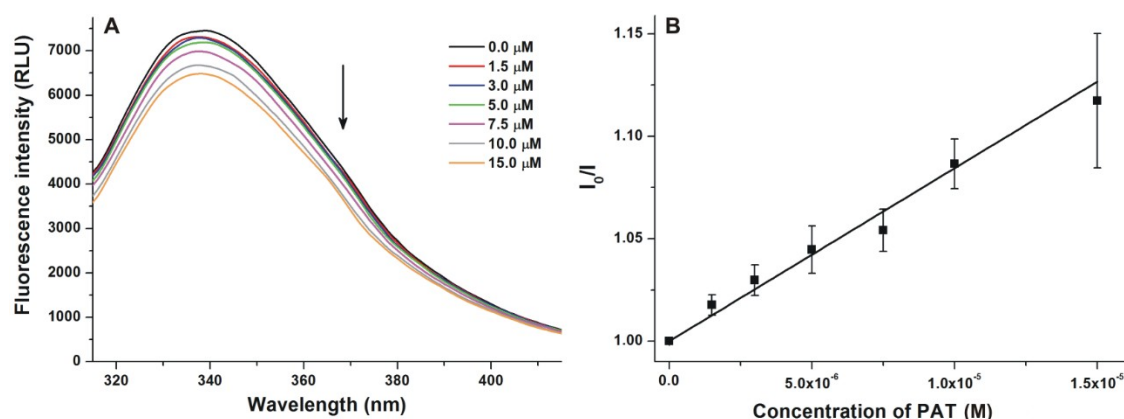 A
Fluorescence intensity (RLU)
7000
6000
5000
4000
3000
2000
1000
0
320
340
360
380
400
Wavelength (nm)
0.0 µM
1.5 µM
3.0 µM
5.0 µM
7.5 µM
10.0 µM
15.0 µM
B
I₀/I
1.15
1.10
1.05
1.00
0.0
5.0x10⁻⁶
1.0x10⁻⁵
1.5x10⁻⁵
Concentration of PAT (M)